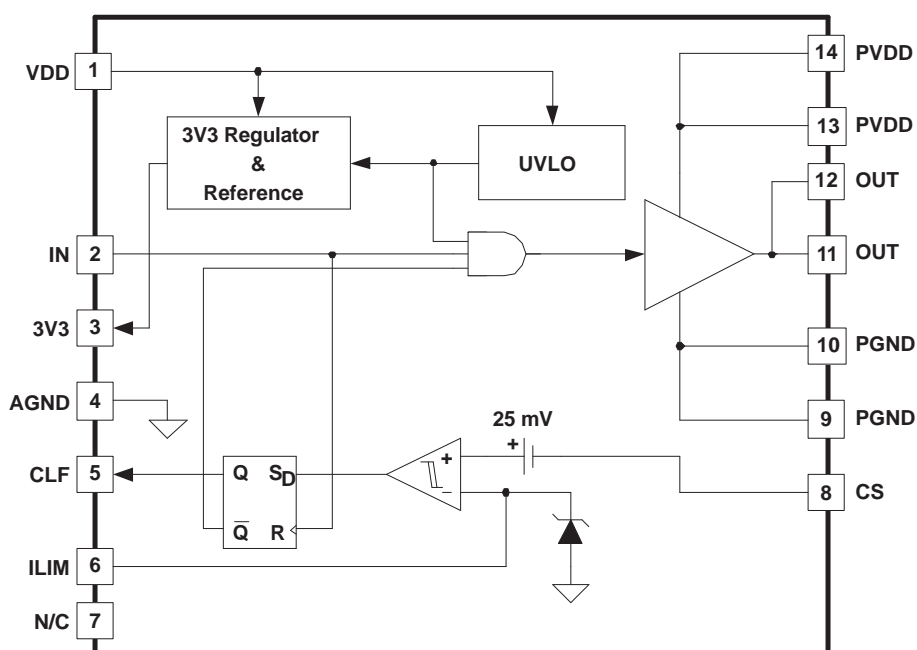 VDD 1
14 PVDD
3V3 Regulator
&
Reference
UVLO
13 PVDD
12 OUT
IN 2
11 OUT
3V3 3
10 PGND
AGND 4
9 PGND
25 mV
+
CLF 5
Q SD
+
−
8 CS
Q̅ R
ILIM 6
N/C 7